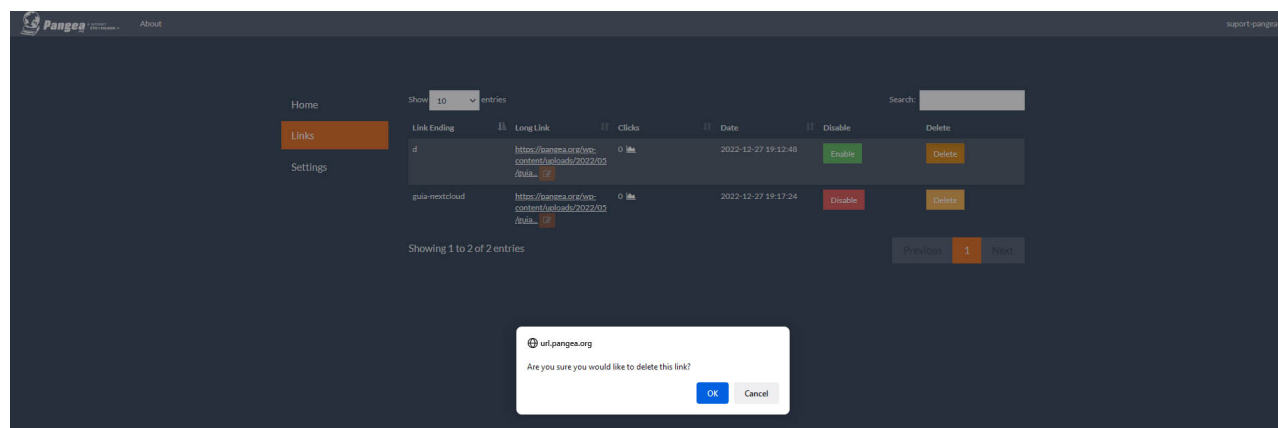 Pangea
About
suport-pangea
Home
Links
Settings
Show 10 entries
Search:
Link Ending Long Link Clicks Date Disable Delete
d https://pangea.org/wp- 0 2022-12-27 19:12:48 Enable Delete
content/uploads/2022/05
/guia...
guia-nextcloud https://pangea.org/wp- 0 2022-12-27 19:17:24 Disable Delete
content/uploads/2022/05
/guia...
Showing 1 to 2 of 2 entries
Previous 1 Next
url.pangea.org
Are you sure you would like to delete this link?
OK Cancel